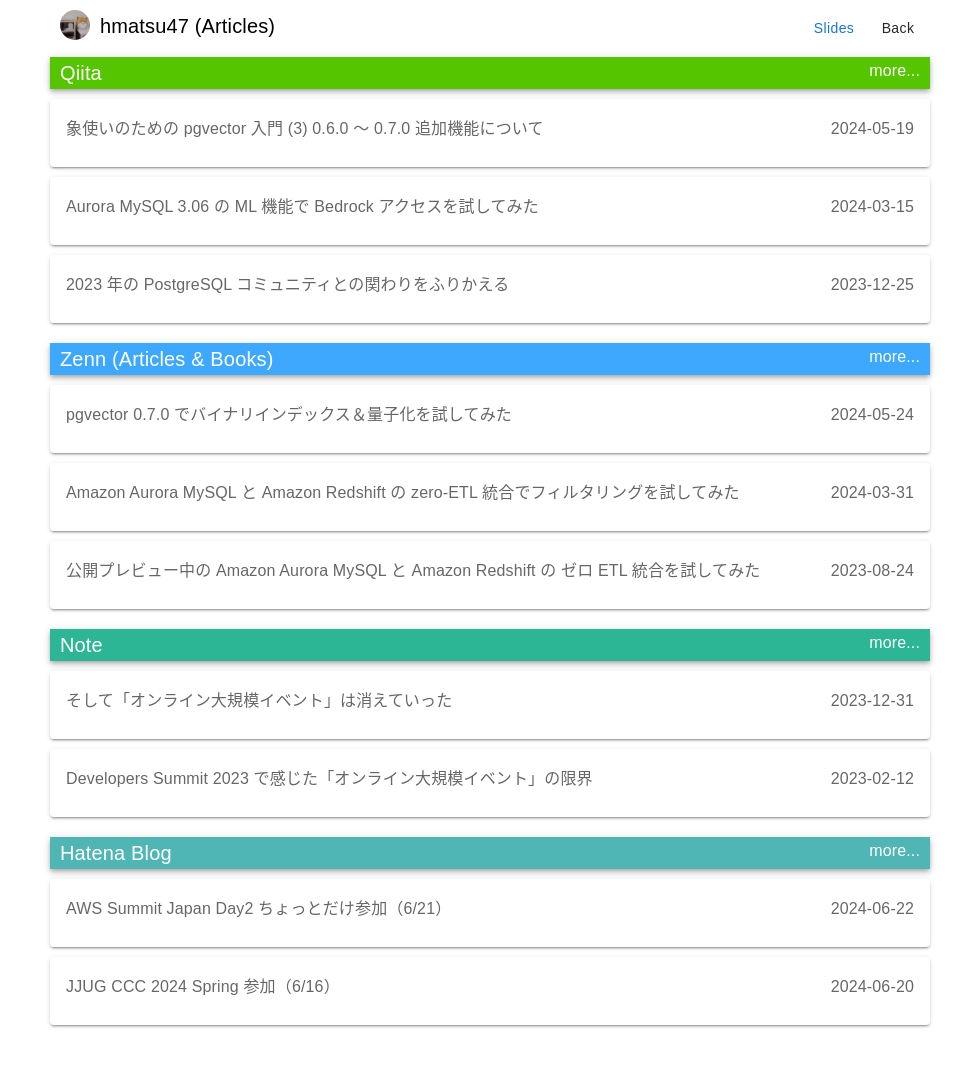 hmatsu47 (Articles)
Slides
Back
Qiita
more...
象使いのための pgvector 入門 (3) 0.6.0 〜 0.7.0 追加機能について
2024-05-19
Aurora MySQL 3.06 の ML 機能で Bedrock アクセスを試してみた
2024-03-15
2023 年の PostgreSQL コミュニティとの関わりをふりかえる
2023-12-25
Zenn (Articles & Books)
more...
pgvector 0.7.0 でバイナリインデックス＆量子化を試してみた
2024-05-24
Amazon Aurora MySQL と Amazon Redshift の zero-ETL 統合でフィルタリングを試してみた
2024-03-31
公開プレビュー中の Amazon Aurora MySQL と Amazon Redshift の ゼロ ETL 統合を試してみた
2023-08-24
Note
more...
そして「オンライン大規模イベント」は消えていった
2023-12-31
Developers Summit 2023 で感じた「オンライン大規模イベント」の限界
2023-02-12
Hatena Blog
more...
AWS Summit Japan Day2 ちょっとだけ参加（6/21）
2024-06-22
JJUG CCC 2024 Spring 参加（6/16）
2024-06-20